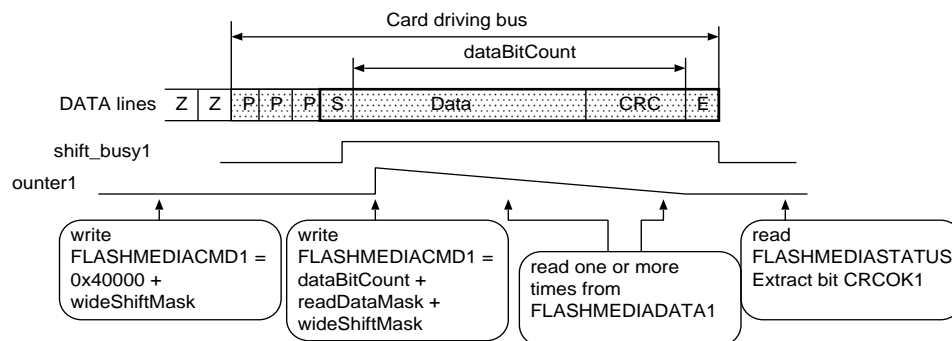 Card driving bus
dataBitCount
DATA lines Z Z P P P S Data CRC E
shift_busy1
ounter1
write
FLASHMEDIACMD1 =
0x40000 +
wideShiftMask
write
FLASHMEDIACMD1 =
dataBitCount +
readDataMask +
wideShiftMask
read one or more
times from
FLASHMEDIADATA1
read
FLASHMEDIASTATUS
Extract bit CRCOK1